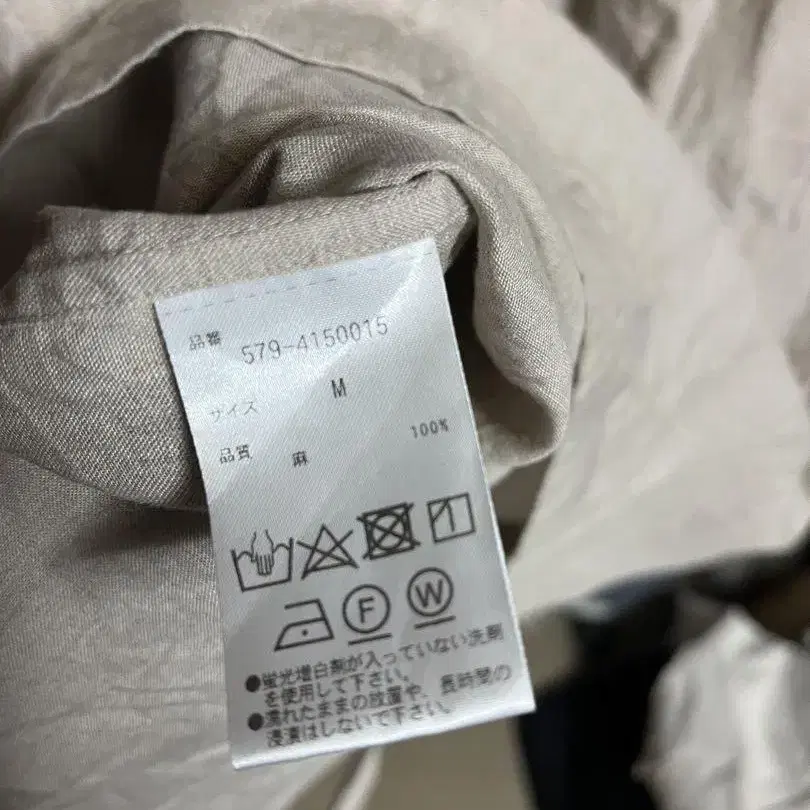 品番 579-4150015
サイズ M
品質 麻 100%
F W
●蛍光増白剤が入っていない洗剤
を使用して下さい。
●濡れたままの放置や、長時間の
浸漬はしないで下さい。